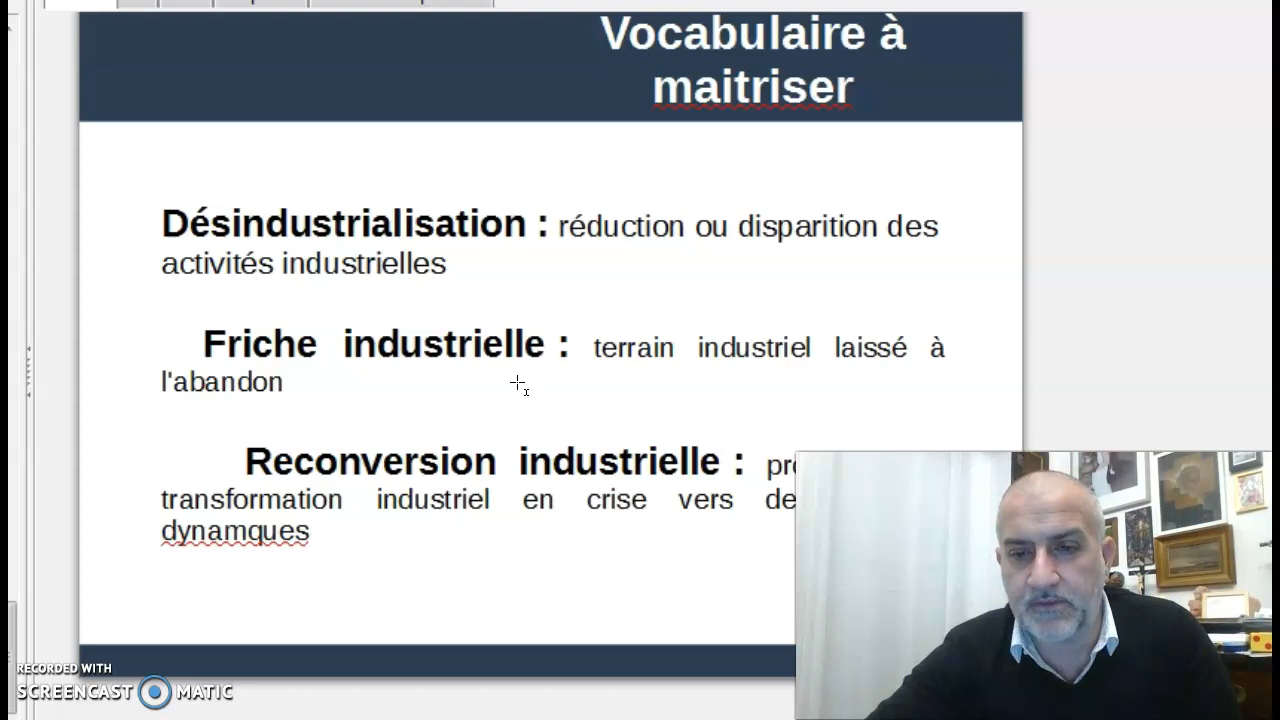 Vocabulaire à
maitriser
Désindustrialisation : réduction ou disparition des
activités industrielles
Friche industrielle : terrain industriel laissé à
l'abandon
Reconversion industrielle :
transformation industriel en crise vers
dynamques
RECORDED WITH
SCREENCAST MATIC